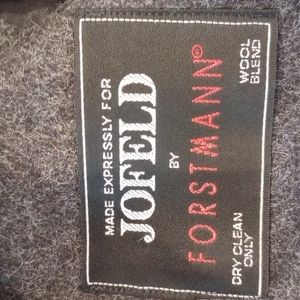 MADE EXPRESSLY FOR
JOFELD
BY
FORSTMANN®
DRY CLEAN
ONLY
WOOL
BLEND